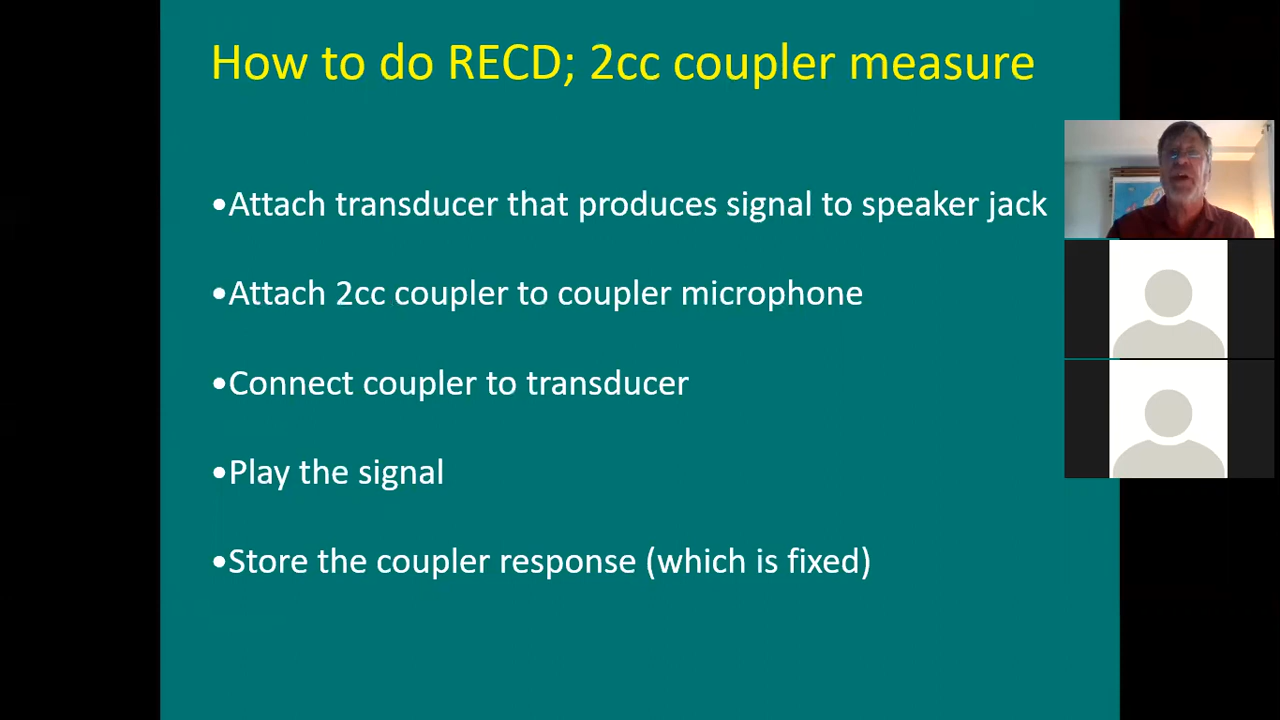 How to do RECD; 2cc coupler measure
•Attach transducer that produces signal to speaker jack
•Attach 2cc coupler to coupler microphone
•Connect coupler to transducer
•Play the signal
•Store the coupler response (which is fixed)